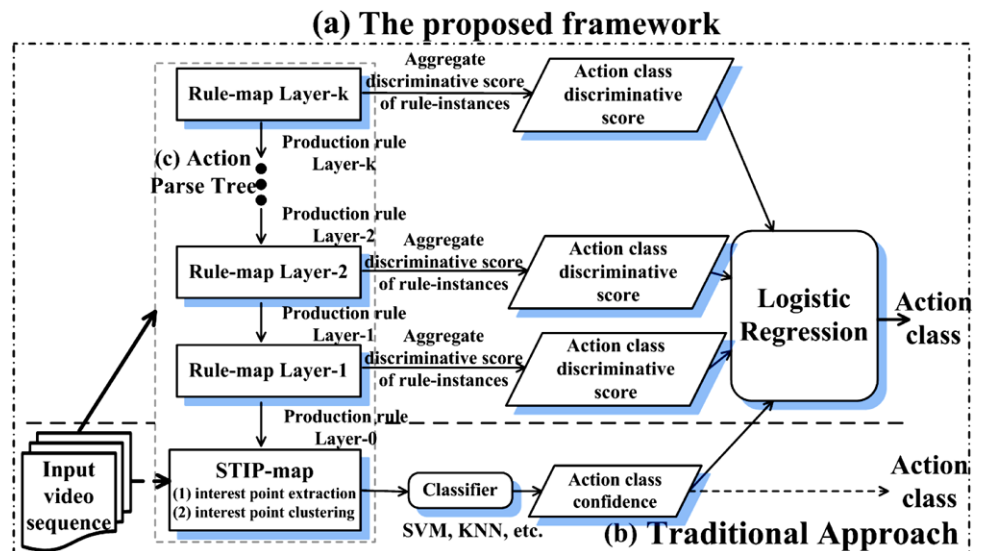 (a) The proposed framework
Rule-map Layer-k
Aggregate
discriminative score
of rule-instances
Action class
discriminative
score
Production rule
Layer-k
(c) Action
Parse Tree
Production rule
Layer-2
Rule-map Layer-2
Aggregate
discriminative score
of rule-instances
Action class
discriminative
score
Production rule
Layer-1
Rule-map Layer-1
Aggregate
discriminative score
of rule-instances
Action class
discriminative
score
Logistic
Regression
Action
class
Production rule
Layer-0
Input
video
sequence
STIP-map
(1) interest point extraction
(2) interest point clustering
Classifier
SVM, KNN, etc.
Action class
confidence
Action
class
(b) Traditional Approach